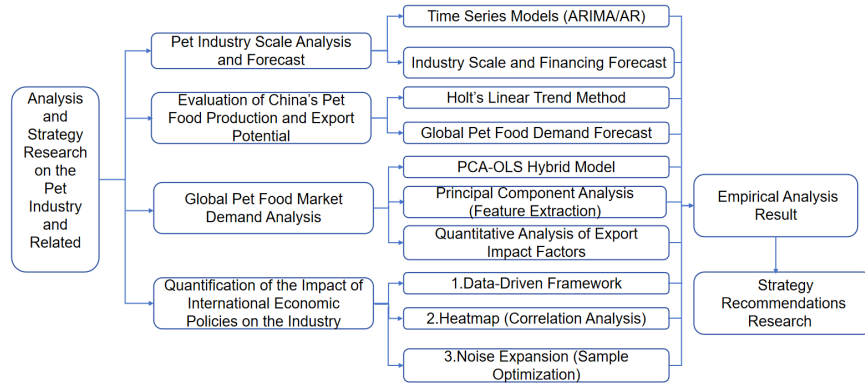 Analysis
and
Strategy
Research
on the
Pet
Industry
and
Related
Pet Industry Scale Analysis
and Forecast
Evaluation of China's Pet
Food Production and Export
Potential
Global Pet Food Market
Demand Analysis
Quantification of the Impact of
International Economic
Policies on the Industry
Time Series Models (ARIMA/AR)
Industry Scale and Financing Forecast
Holt's Linear Trend Method
Global Pet Food Demand Forecast
PCA-OLS Hybrid Model
Principal Component Analysis
(Feature Extraction)
Quantitative Analysis of Export
Impact Factors
1.Data-Driven Framework
2.Heatmap (Correlation Analysis)
3.Noise Expansion (Sample
Optimization)
Empirical Analysis
Result
Strategy
Recommendations
Research